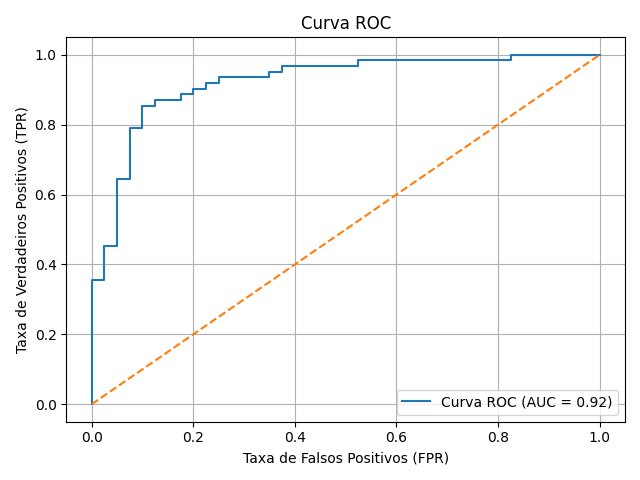 Curva ROC
Taxa de Verdadeiros Positivos (TPR)
1.0
0.8
0.6
0.4
0.2
0.0
0.0 0.2 0.4 0.6 0.8 1.0
Taxa de Falsos Positivos (FPR)
Curva ROC (AUC = 0.92)